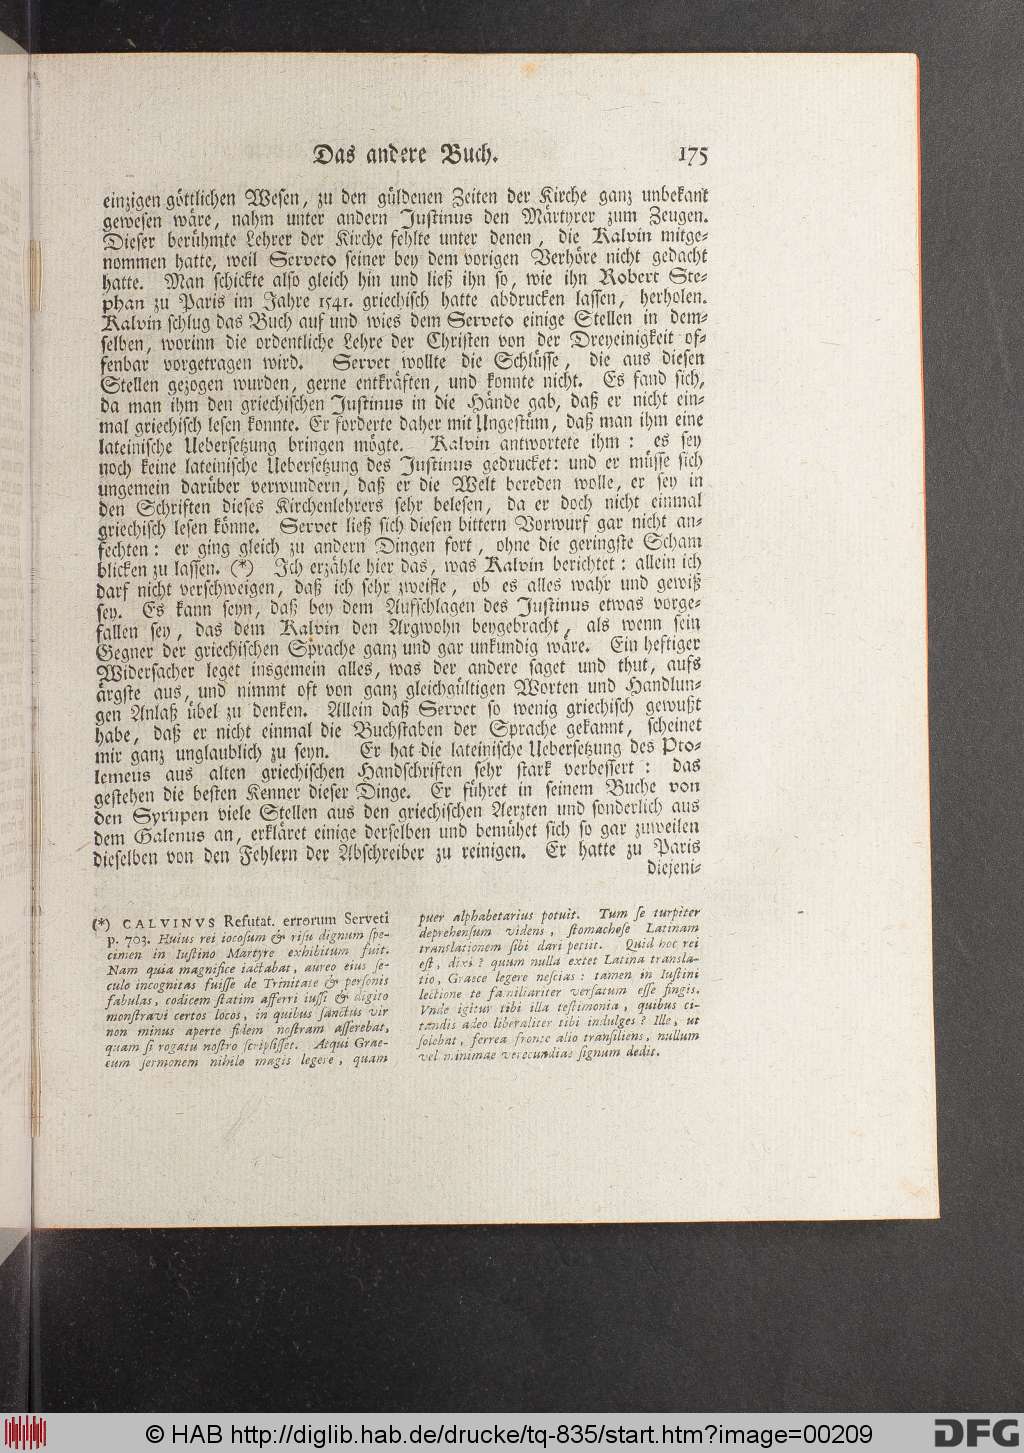 Das andere Buch. 175
einzigen göttlichen Wesen, zu den güldenen Zeiten der Kirche ganz unbekant
gewesen wäre, nahm unter andern Justinus den Märtyrer zum Zeugen.
Dieser berühmte Lehrer der Kirche fehlte unter denen, die Kalvin mitge-
nommen hatte, weil Serveto seiner bey dem vorigen Verhöre nicht gedacht
hatte. Man schickte also gleich hin und ließ ihn so, wie ihn Robert Ste-
phan zu Paris im Jahre 1541. griechisch hatte abdrucken lassen, herholen.
Kalvin schlug das Buch auf und wies dem Serveto einige Stellen in dem-
selben, worinn die ordentliche Lehre der Christen von der Dreyeinigkeit of-
fenbar vorgetragen wird. Servet wollte die Schlüsse, die aus diesen
Stellen gezogen wurden, gerne entkräften, und konnte nicht. Es fand sich,
da man ihm den griechischen Justinus in die Hände gab, daß er nicht ein-
mal griechisch lesen konnte. Er forderte daher mit Ungestüm, daß man ihm eine
lateinische Uebersetzung bringen mögte. Kalvin antwortete ihm: es sey
noch keine lateinische Uebersetzung des Justinus gedrucket: und er müsse sich
ungemein darüber verwundern, daß er die Welt bereden wolle, er sey in
den Schriften dieses Kirchenlehrers sehr belesen, da er doch nicht einmal
griechisch lesen könne. Servet ließ sich diesen bittern Vorwurf gar nicht an-
fechten: er ging gleich zu andern Dingen fort, ohne die geringste Scham
blicken zu lassen. (*) Ich erzähle hier das, was Kalvin berichtet: allein ich
darf nicht verschweigen, daß ich sehr zweifle, ob es alles wahr und gewiß
sey. Es kann seyn, daß bey dem Aufschlagen des Justinus etwas vorge-
fallen sey, das dem Kalvin den Argwohn beygebracht, als wenn sein
Gegner der griechischen Sprache ganz und gar unkundig wäre. Ein heftiger
Widersacher leget insgemein alles, was der andere saget und thut, aufs
ärgste aus, und nimmt oft von ganz gleichgültigen Worten und Handlun-
gen Anlaß übel zu denken. Allein daß Servet so wenig griechisch gewußt
habe, daß er nicht einmal die Buchstaben der Sprache gekannt, scheinet
mir ganz unglaublich zu seyn. Er hat die lateinische Uebersetzung des Pto-
lemeus aus alten griechischen Handschriften sehr stark verbessert: das
gestehen die besten Kenner dieser Dinge. Er führet in seinem Buche von
den Syrupen viele Stellen aus den griechischen Aerzten und sonderlich aus
dem Galenus an, erkläret einige derselben und bemühet sich so gar zuweilen
dieselben von den Fehlern der Abschreiber zu reinigen. Er hatte zu Paris
diejeni-
(*) CALVINVS Refutat. errorum Serveti
p. 703. Huius rei iocosum & risu dignum spe-
cimen in Iustino Martyre exhibitum fuit.
Nam quia magnifice iactabat, aureo eius se-
culo incognitas fuisse de Trinitate & personis
fabulas, codicem statim afferri iussi & digito
monstravi certos locos, in quibus sanctus vir
non minus aperte fidem nostram asserebat,
quam si rogatu nostro scripsisset. Atqui Grae-
cum sermonem nihilo magis legere, quam
puer alphabetarius potuit. Tum se turpiter
deprehensum videns, stomachose Latinam
translationem sibi dari petiit. Quid hoc rei
est, dixi? quum nulla extet Latina transla-
tio, Graece legere nescias: tamen in Iustini
lectione te familiariter versatum esse fingis.
Vnde igitur tibi illa testimonia, quibus ci-
tandis adeo liberaliter tibi indulges? Ille, ut
solebat, ferrea fronte alio transiliens, nullum
vel minimae verecundiae signum dedit.
© HAB http://diglib.hab.de/drucke/tq-835/start.htm?image=00209
DFG